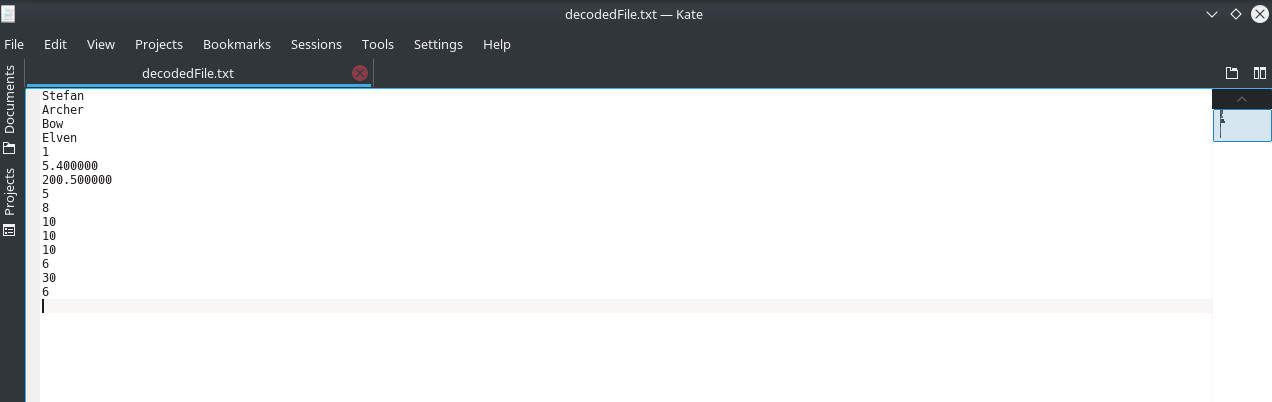 decodedFile.txt — Kate
File Edit View Projects Bookmarks Sessions Tools Settings Help
decodedFile.txt
Documents
Projects
Stefan
Archer
Bow
Elven
1
5.400000
200.500000
5
8
10
10
10
6
30
6